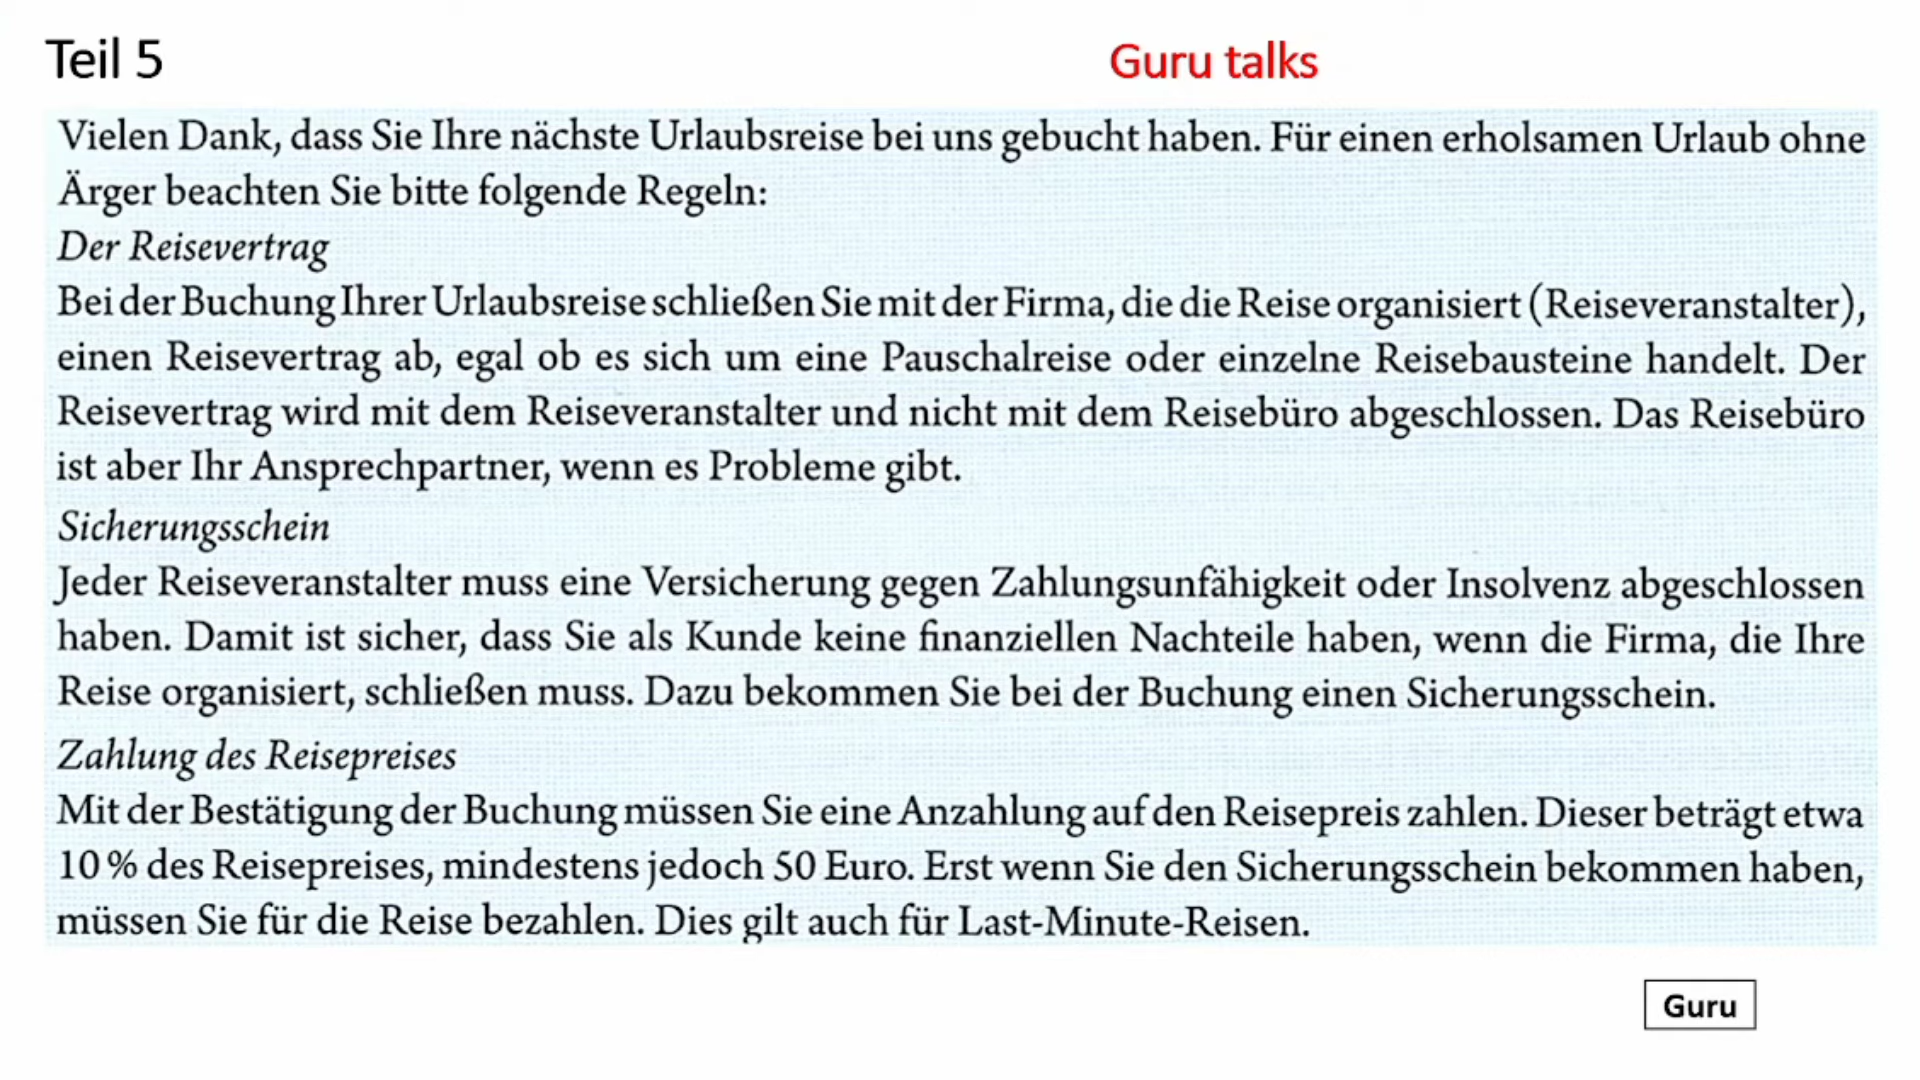 Teil 5
Guru talks
Vielen Dank, dass Sie Ihre nächste Urlaubsreise bei uns gebucht haben. Für einen erholsamen Urlaub ohne
Ärger beachten Sie bitte folgende Regeln:
Der Reisevertrag
Bei der Buchung Ihrer Urlaubsreise schließen Sie mit der Firma, die die Reise organisiert (Reiseveranstalter),
einen Reisevertrag ab, egal ob es sich um eine Pauschalreise oder einzelne Reisebausteine handelt. Der
Reisevertrag wird mit dem Reiseveranstalter und nicht mit dem Reisebüro abgeschlossen. Das Reisebüro
ist aber Ihr Ansprechpartner, wenn es Probleme gibt.
Sicherungsschein
Jeder Reiseveranstalter muss eine Versicherung gegen Zahlungsunfähigkeit oder Insolvenz abgeschlossen
haben. Damit ist sicher, dass Sie als Kunde keine finanziellen Nachteile haben, wenn die Firma, die Ihre
Reise organisiert, schließen muss. Dazu bekommen Sie bei der Buchung einen Sicherungsschein.
Zahlung des Reisepreises
Mit der Bestätigung der Buchung müssen Sie eine Anzahlung auf den Reisepreis zahlen. Dieser beträgt etwa
10 % des Reisepreises, mindestens jedoch 50 Euro. Erst wenn Sie den Sicherungsschein bekommen haben,
müssen Sie für die Reise bezahlen. Dies gilt auch für Last-Minute-Reisen.
Guru